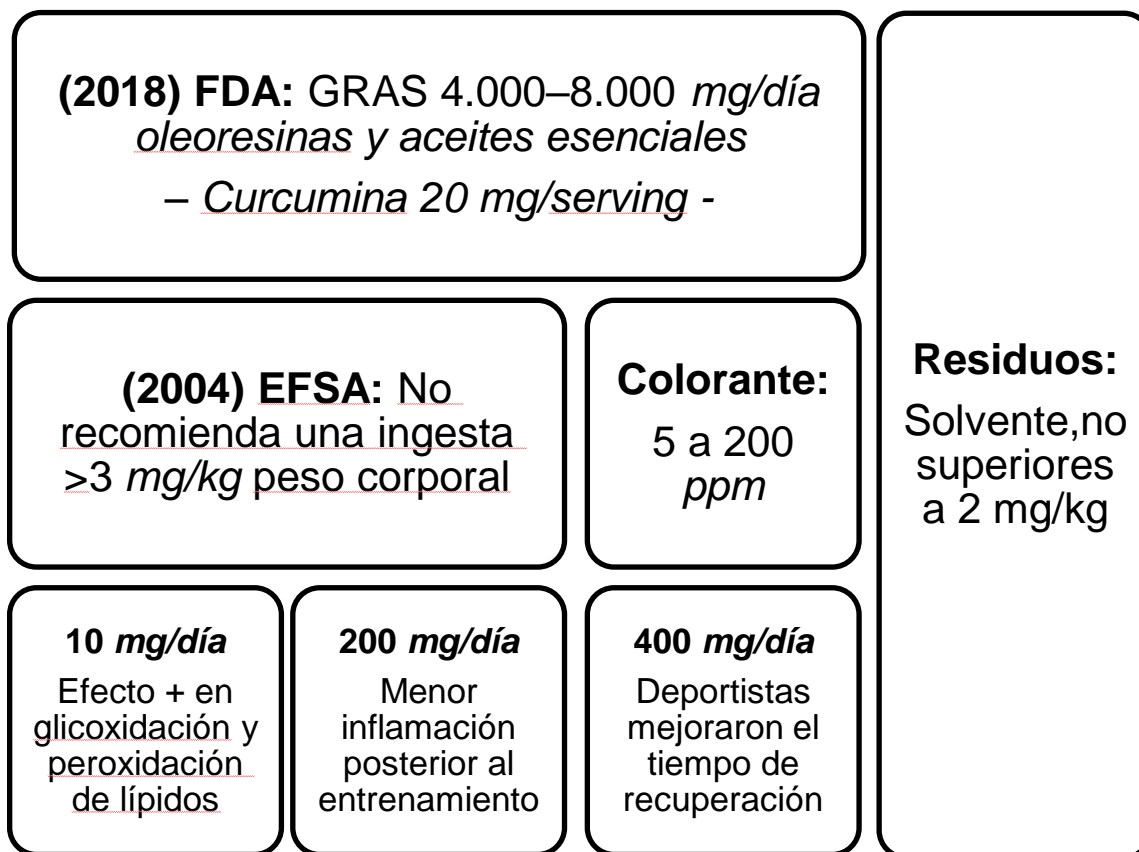 (2018) FDA: GRAS 4.000–8.000 mg/día
oleoresinas y aceites esenciales
– Curcumina 20 mg/serving -
(2004) EFSA: No
recomienda una ingesta
>3 mg/kg peso corporal
Colorante:
5 a 200
ppm
Residuos:
Solvente,no
superiores
a 2 mg/kg
10 mg/día
Efecto + en
glicoxidación y
peroxidación
de lípidos
200 mg/día
Menor
inflamación
posterior al
entrenamiento
400 mg/día
Deportistas
mejoraron el
tiempo de
recuperación